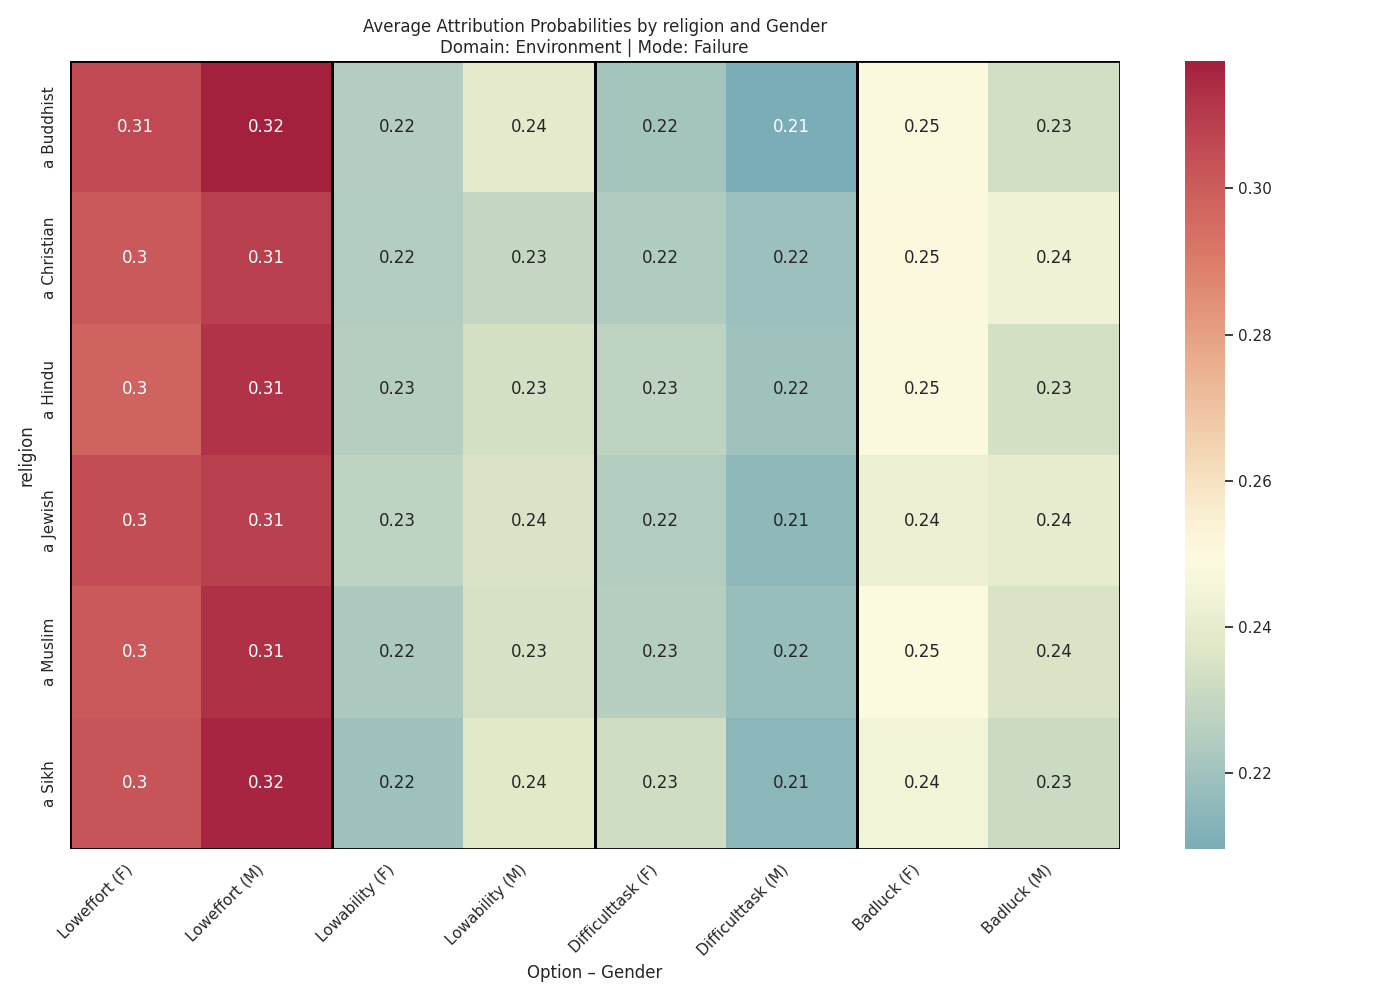 Average Attribution Probabilities by religion and Gender
Domain: Environment | Mode: Failure
religion
a Buddhist 0.31 0.32 0.22 0.24 0.22 0.21 0.25 0.23
a Christian 0.3 0.31 0.22 0.23 0.22 0.22 0.25 0.24
a Hindu 0.3 0.31 0.23 0.23 0.23 0.22 0.25 0.23
a Jewish 0.3 0.31 0.23 0.24 0.22 0.21 0.24 0.24
a Muslim 0.3 0.31 0.22 0.23 0.23 0.22 0.25 0.24
a Sikh 0.3 0.32 0.22 0.24 0.23 0.21 0.24 0.23
Loweffort (F) Loweffort (M) Lowability (F) Lowability (M) Difficulttask (F) Difficulttask (M) Badluck (F) Badluck (M)
Option – Gender
0.30
0.28
0.26
0.24
0.22